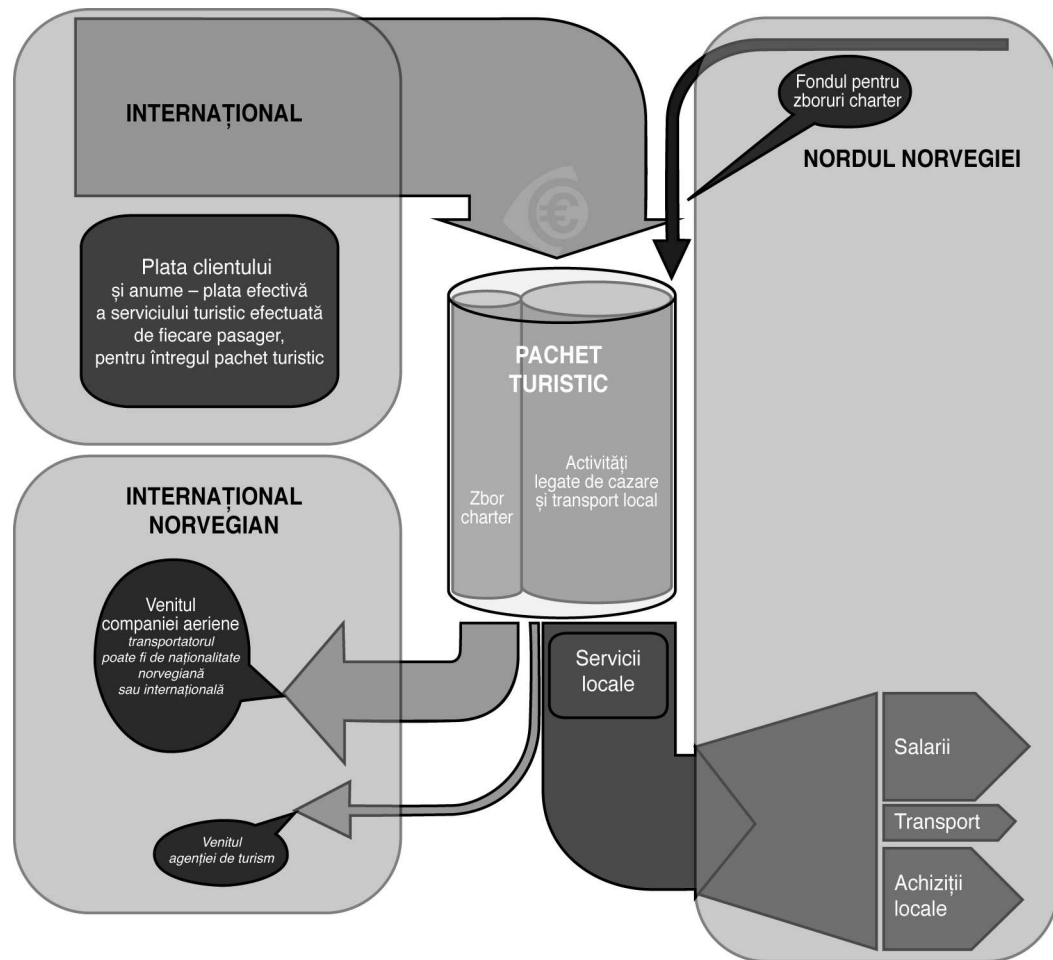 INTERNAȚIONAL
Fondul pentru
zboruri charter
NORDUL NORVEGIEI
Plata clientului
și anume – plata efectivă
a serviciului turistic efectuată
de fiecare pasager,
pentru întregul pachet turistic
€
PACHET
TURISTIC
Zbor
charter
Activități
legate de cazare
și transport local
INTERNAȚIONAL
NORVEGIAN
Venitul
companiei aeriene
transportatorul
poate fi de naționalitate
norvegiană
sau internațională
Venitul
agenției de turism
Servicii
locale
Salarii
Transport
Achiziții
locale